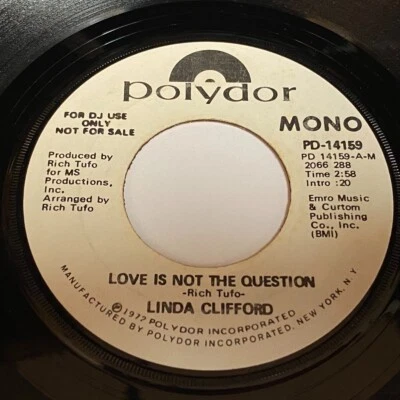 polydor
FOR DJ USE
ONLY
NOT FOR SALE
MONO
PD-14159
PD 14159-A-M
2066 288
Time 2:58
Intro :20
Produced by
Rich Tufo
for MS
Productions,
Inc.
Arranged by
Rich Tufo
Emro Music
& Curtom
Publishing
Co., Inc.
(BMI)
LOVE IS NOT THE QUESTION
-Rich Tufo-
LINDA CLIFFORD
℗1977 POLYDOR INCORPORATED
MANUFACTURED BY POLYDOR INCORPORATED, NEW YORK, N.Y.